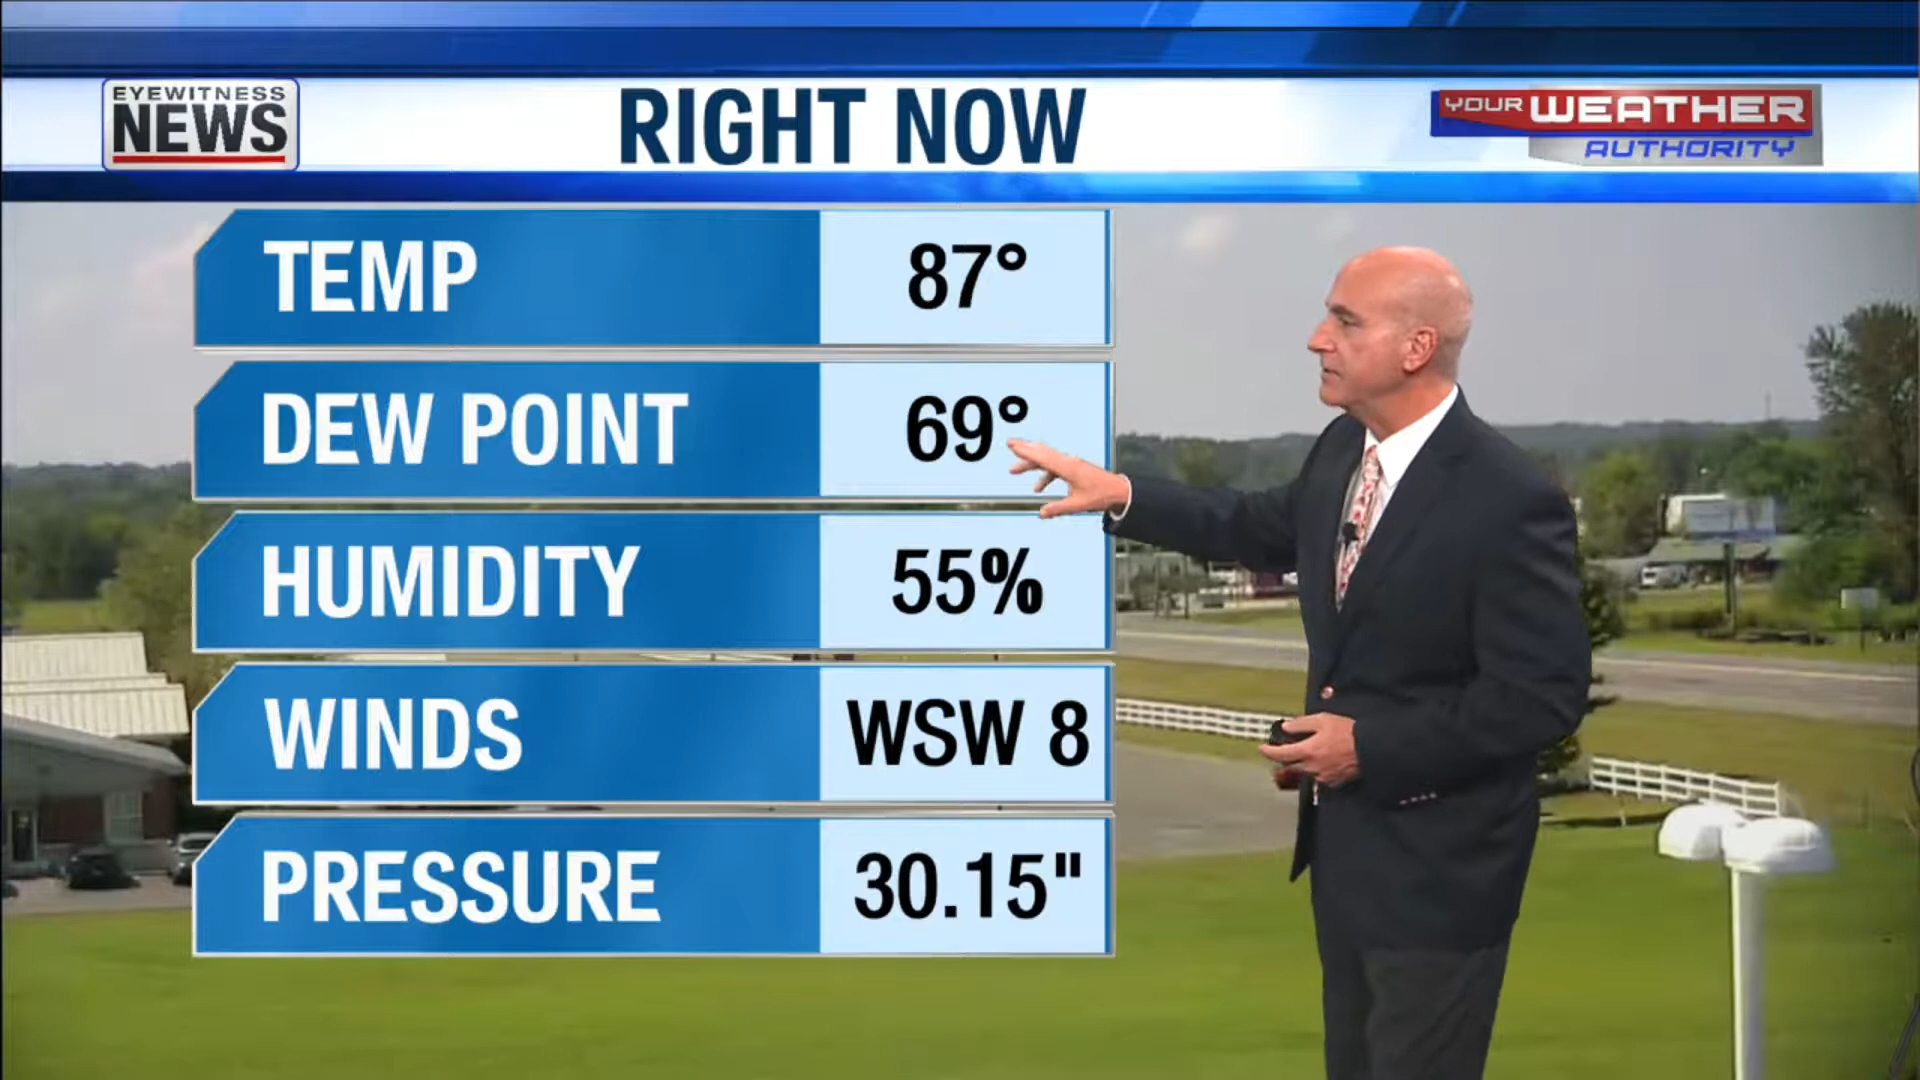 EYEWITNESS
NEWS
RIGHT NOW
YOUR WEATHER
AUTHORITY
TEMP 87°
DEW POINT 69°
HUMIDITY 55%
WINDS WSW 8
PRESSURE 30.15"